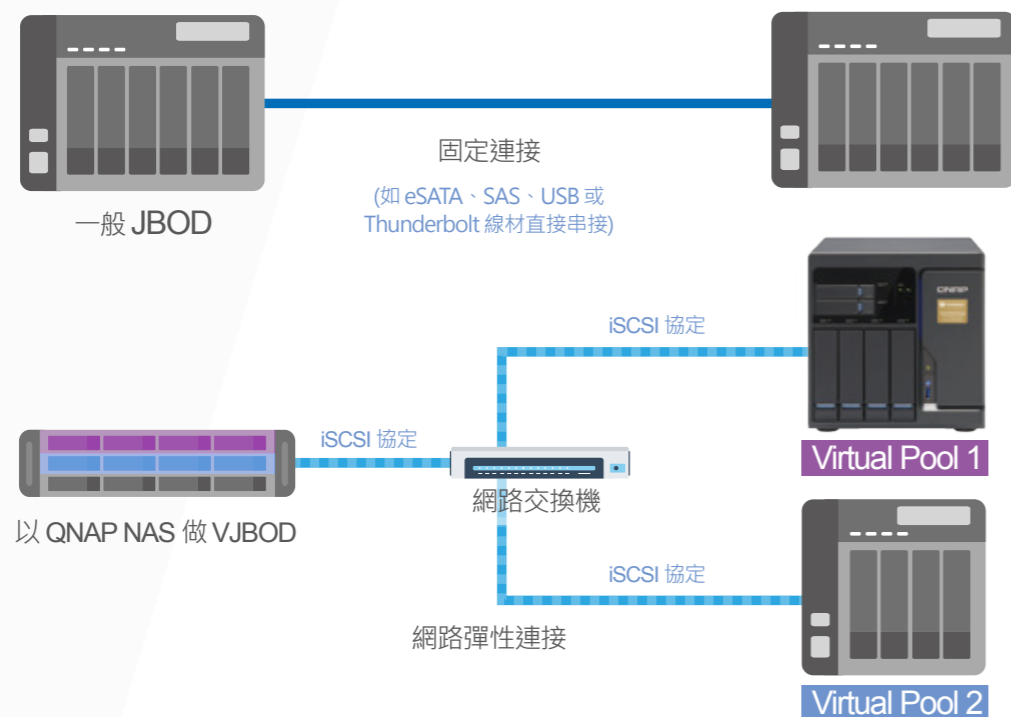 固定連接
(如 eSATA、SAS、USB 或
Thunderbolt 線材直接串接)
一般 JBOD
QNAP
iSCSI 協定
iSCSI 協定
Virtual Pool 1
網路交換機
以 QNAP NAS 做 VJBOD
iSCSI 協定
網路彈性連接
Virtual Pool 2